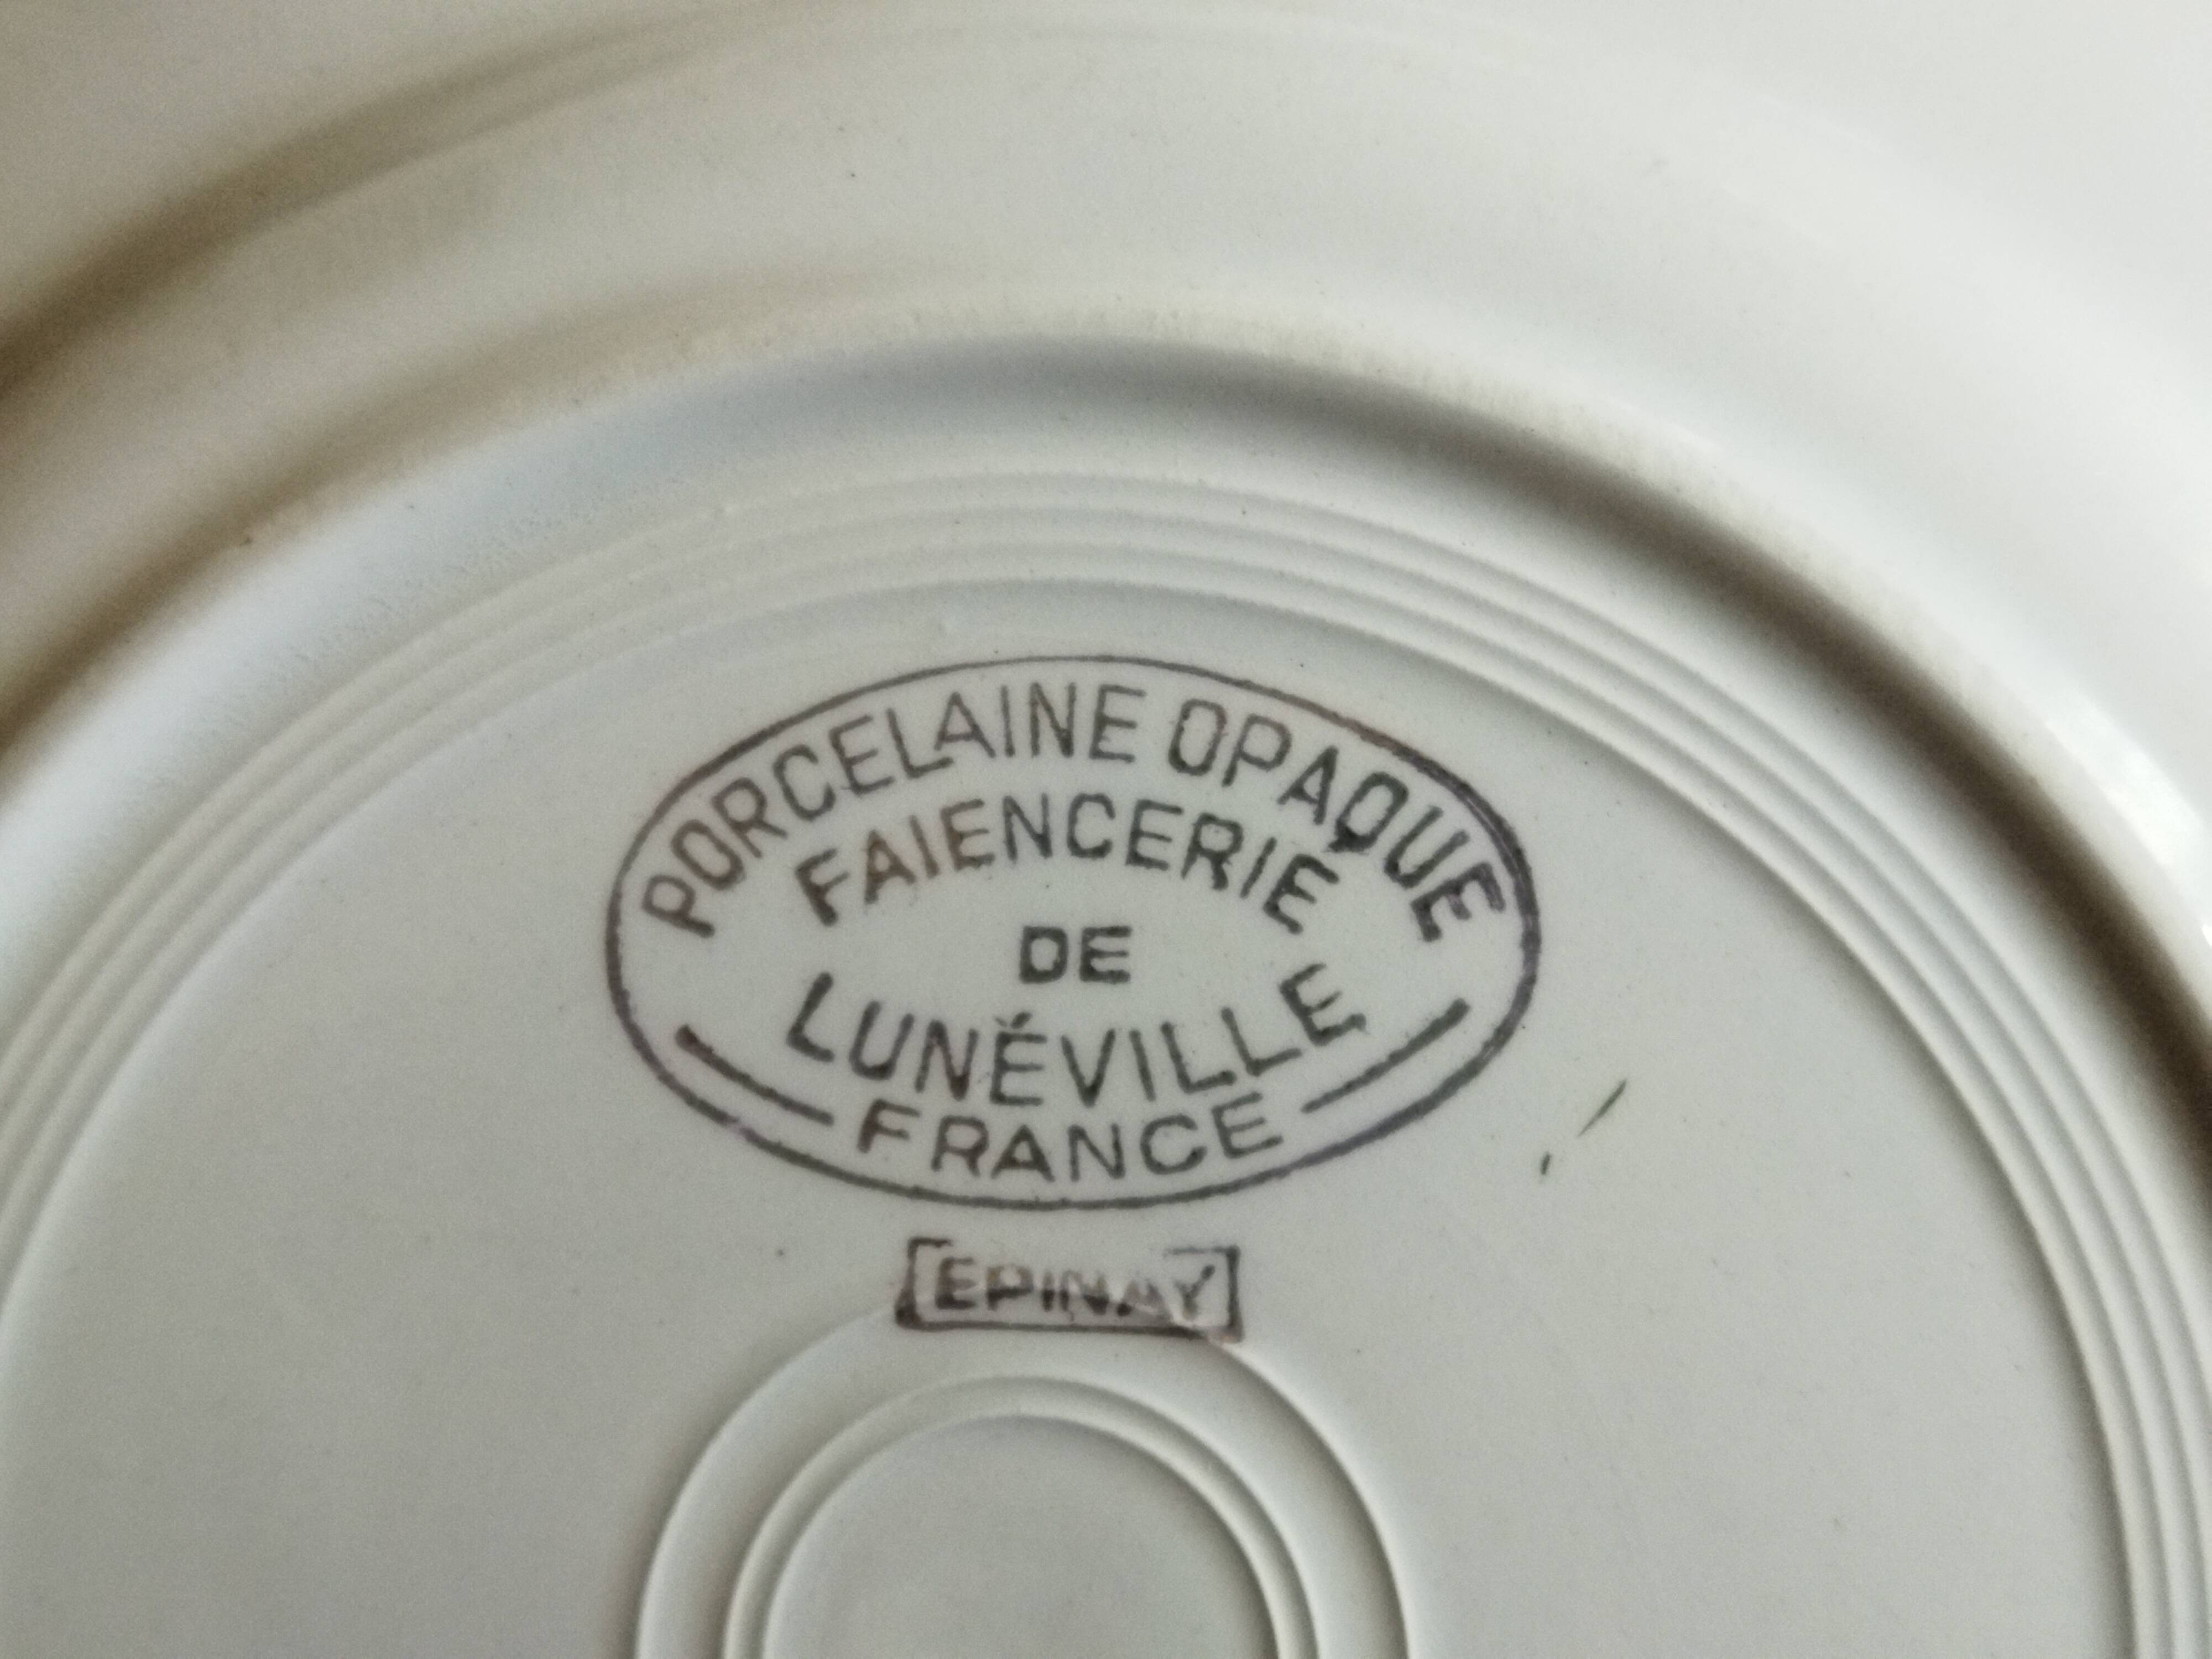 PORCELAINE OPAQUE
FAIENCERIE
DE
LUNÉVILLE
FRANCE
EPINAY